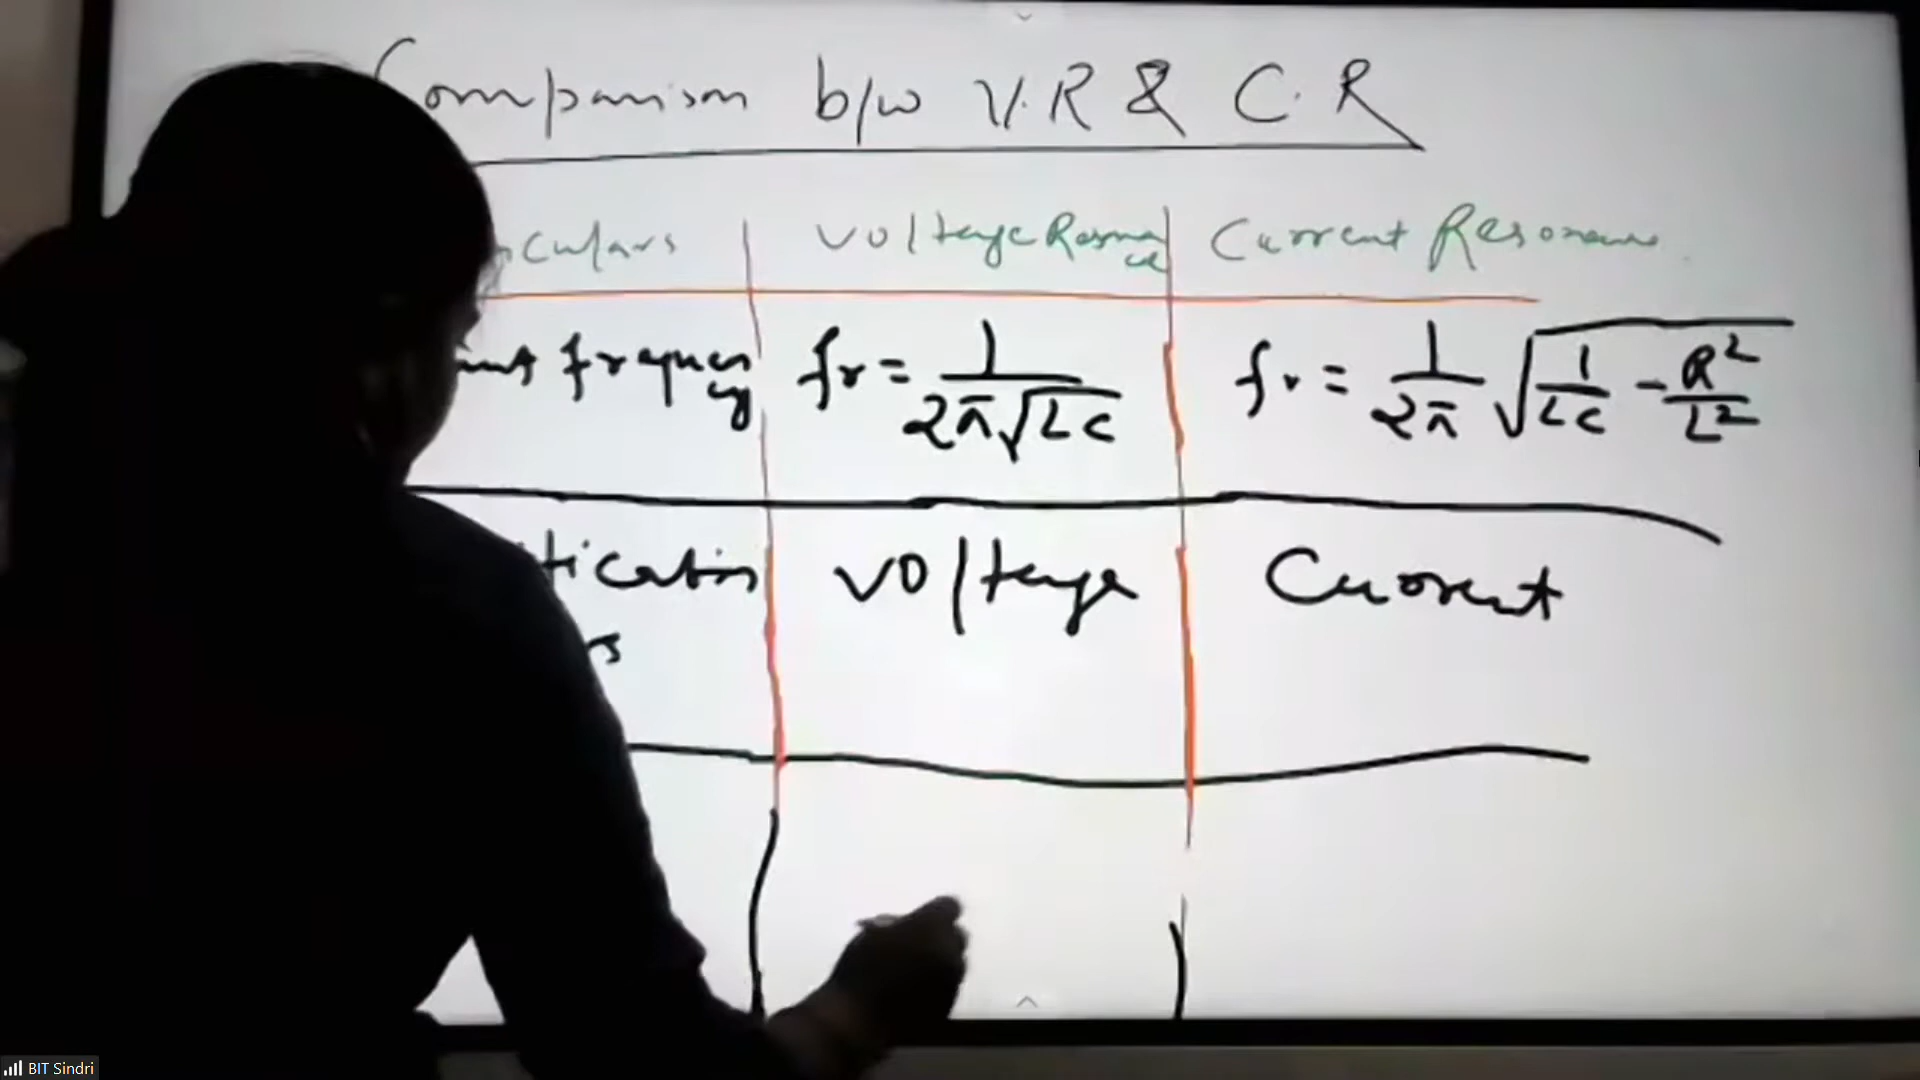 Comparison b/w V.R & C.R
Voltage Resonance
Current Resonance
frequency
fr = 1/2π√LC
fr = 1/2π √(1/LC - R²/L²)
Voltage
Current
BIT Sindri